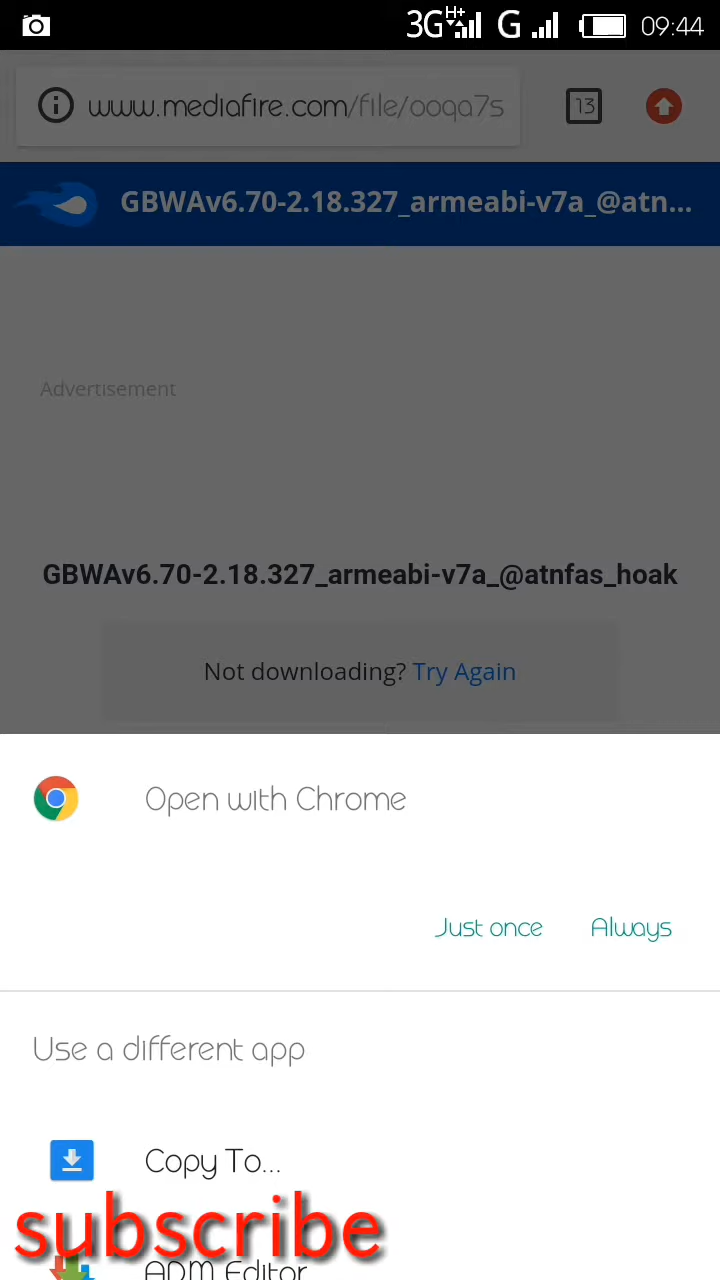 3G H+ G 09:44
www.mediafire.com/file/ooqa7s 13
GBWAv6.70-2.18.327_armeabi-v7a_@atn...
Advertisement
GBWAv6.70-2.18.327_armeabi-v7a_@atnfas_hoak
Not downloading? Try Again
Open with Chrome
Just once Always
Use a different app
Copy To...
subscribe
ADM Editor